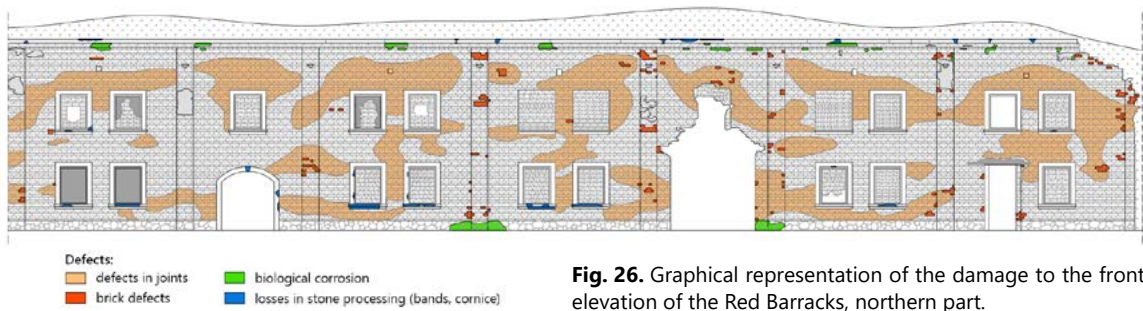 Defects:
defects in joints
biological corrosion
brick defects
losses in stone processing (bands, cornice)
Fig. 26. Graphical representation of the damage to the front
elevation of the Red Barracks, northern part.